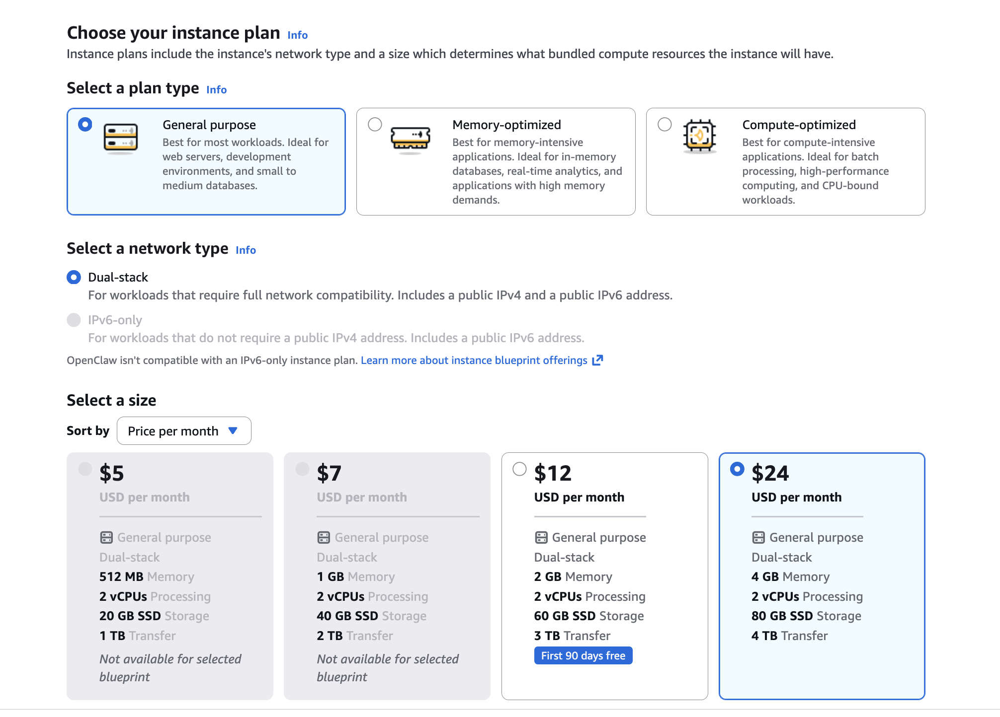 Choose your instance plan Info
Instance plans include the instance's network type and a size which determines what bundled compute resources the instance will have.
Select a plan type Info
General purpose
Best for most workloads. Ideal for
web servers, development
environments, and small to
medium databases.
Memory-optimized
Best for memory-intensive
applications. Ideal for in-memory
databases, real-time analytics, and
applications with high memory
demands.
Compute-optimized
Best for compute-intensive
applications. Ideal for batch
processing, high-performance
computing, and CPU-bound
workloads.
Select a network type Info
Dual-stack
For workloads that require full network compatibility. Includes a public IPv4 and a public IPv6 address.
IPv6-only
For workloads that do not require a public IPv4 address. Includes a public IPv6 address.
OpenClaw isn't compatible with an IPv6-only instance plan. Learn more about instance blueprint offerings
Select a size
Sort by Price per month
$5
USD per month
General purpose
Dual-stack
512 MB Memory
2 vCPUs Processing
20 GB SSD Storage
1 TB Transfer
Not available for selected
blueprint
$7
USD per month
General purpose
Dual-stack
1 GB Memory
2 vCPUs Processing
40 GB SSD Storage
2 TB Transfer
Not available for selected
blueprint
$12
USD per month
General purpose
Dual-stack
2 GB Memory
2 vCPUs Processing
60 GB SSD Storage
3 TB Transfer
First 90 days free
$24
USD per month
General purpose
Dual-stack
4 GB Memory
2 vCPUs Processing
80 GB SSD Storage
4 TB Transfer